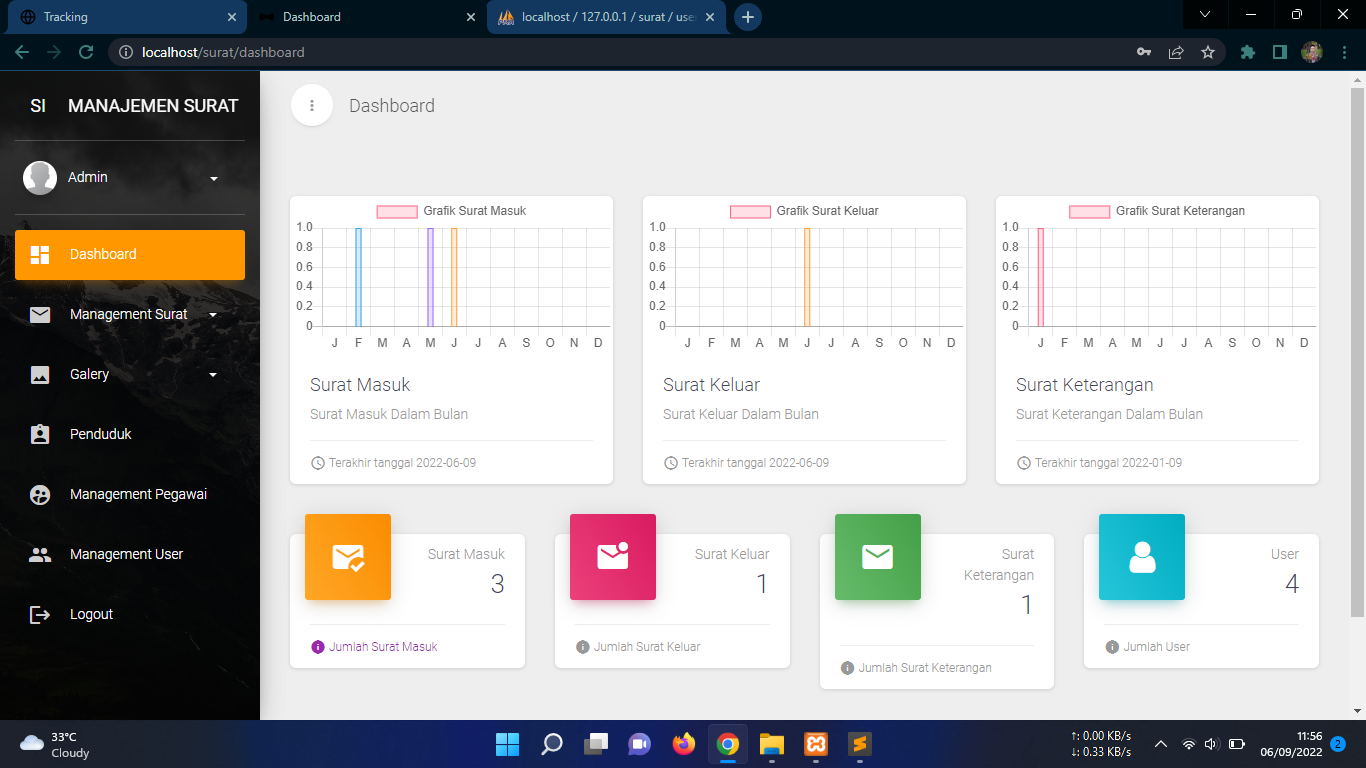 Tracking
Dashboard
localhost / 127.0.0.1 / surat / use
localhost/surat/dashboard
SI MANAJEMEN SURAT
Admin
Dashboard
Management Surat
Galery
Penduduk
Management Pegawai
Management User
Logout
Dashboard
Grafik Surat Masuk
1.0
0.8
0.6
0.4
0.2
0
J F M A M J J A S O N D
Surat Masuk
Surat Masuk Dalam Bulan
Terakhir tanggal 2022-06-09
Grafik Surat Keluar
1.0
0.8
0.6
0.4
0.2
0
J F M A M J J A S O N D
Surat Keluar
Surat Keluar Dalam Bulan
Terakhir tanggal 2022-06-09
Grafik Surat Keterangan
1.0
0.8
0.6
0.4
0.2
0
J F M A M J J A S O N D
Surat Keterangan
Surat Keterangan Dalam Bulan
Terakhir tanggal 2022-01-09
Surat Masuk
3
Jumlah Surat Masuk
Surat Keluar
1
Jumlah Surat Keluar
Surat
Keterangan
1
Jumlah Surat Keterangan
User
4
Jumlah User
33°C
Cloudy
↑: 0.00 KB/s
↓: 0.33 KB/s
11:56
06/09/2022
2